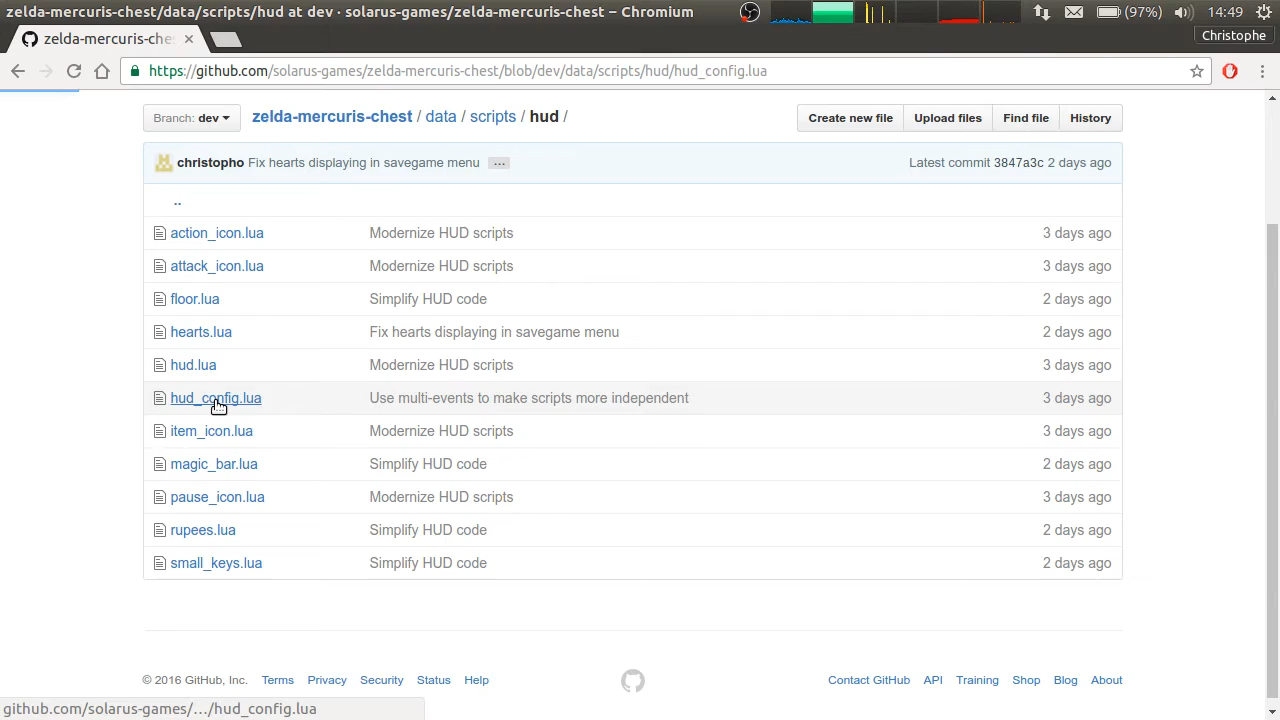 zelda-mercuris-chest/data/scripts/hud at dev · solarus-games/zelda-mercuris-chest – Chromium
(97%)
14:49
zelda-mercuris-che
Christophe
https://github.com/solarus-games/zelda-mercuris-chest/blob/dev/data/scripts/hud/hud_config.lua
Branch: dev
zelda-mercuris-chest / data / scripts / hud /
Create new file
Upload files
Find file
History
christopho Fix hearts displaying in savegame menu …
Latest commit 3847a3c 2 days ago
..
action_icon.lua Modernize HUD scripts 3 days ago
attack_icon.lua Modernize HUD scripts 3 days ago
floor.lua Simplify HUD code 2 days ago
hearts.lua Fix hearts displaying in savegame menu 2 days ago
hud.lua Modernize HUD scripts 3 days ago
hud_config.lua Use multi-events to make scripts more independent 3 days ago
item_icon.lua Modernize HUD scripts 3 days ago
magic_bar.lua Simplify HUD code 2 days ago
pause_icon.lua Modernize HUD scripts 3 days ago
rupees.lua Simplify HUD code 2 days ago
small_keys.lua Simplify HUD code 2 days ago
© 2016 GitHub, Inc. Terms Privacy Security Status Help
Contact GitHub API Training Shop Blog About
github.com/solarus-games/…/hud_config.lua